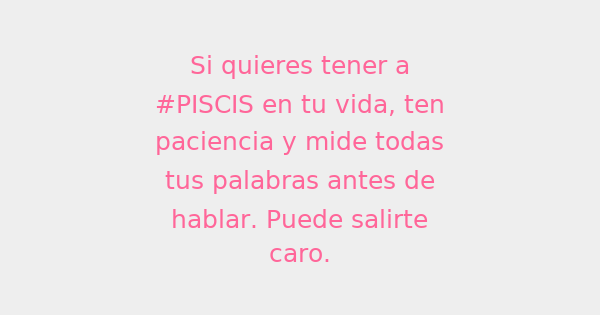 Si quieres tener a
#PISCIS en tu vida, ten
paciencia y mide todas
tus palabras antes de
hablar. Puede salirte
caro.